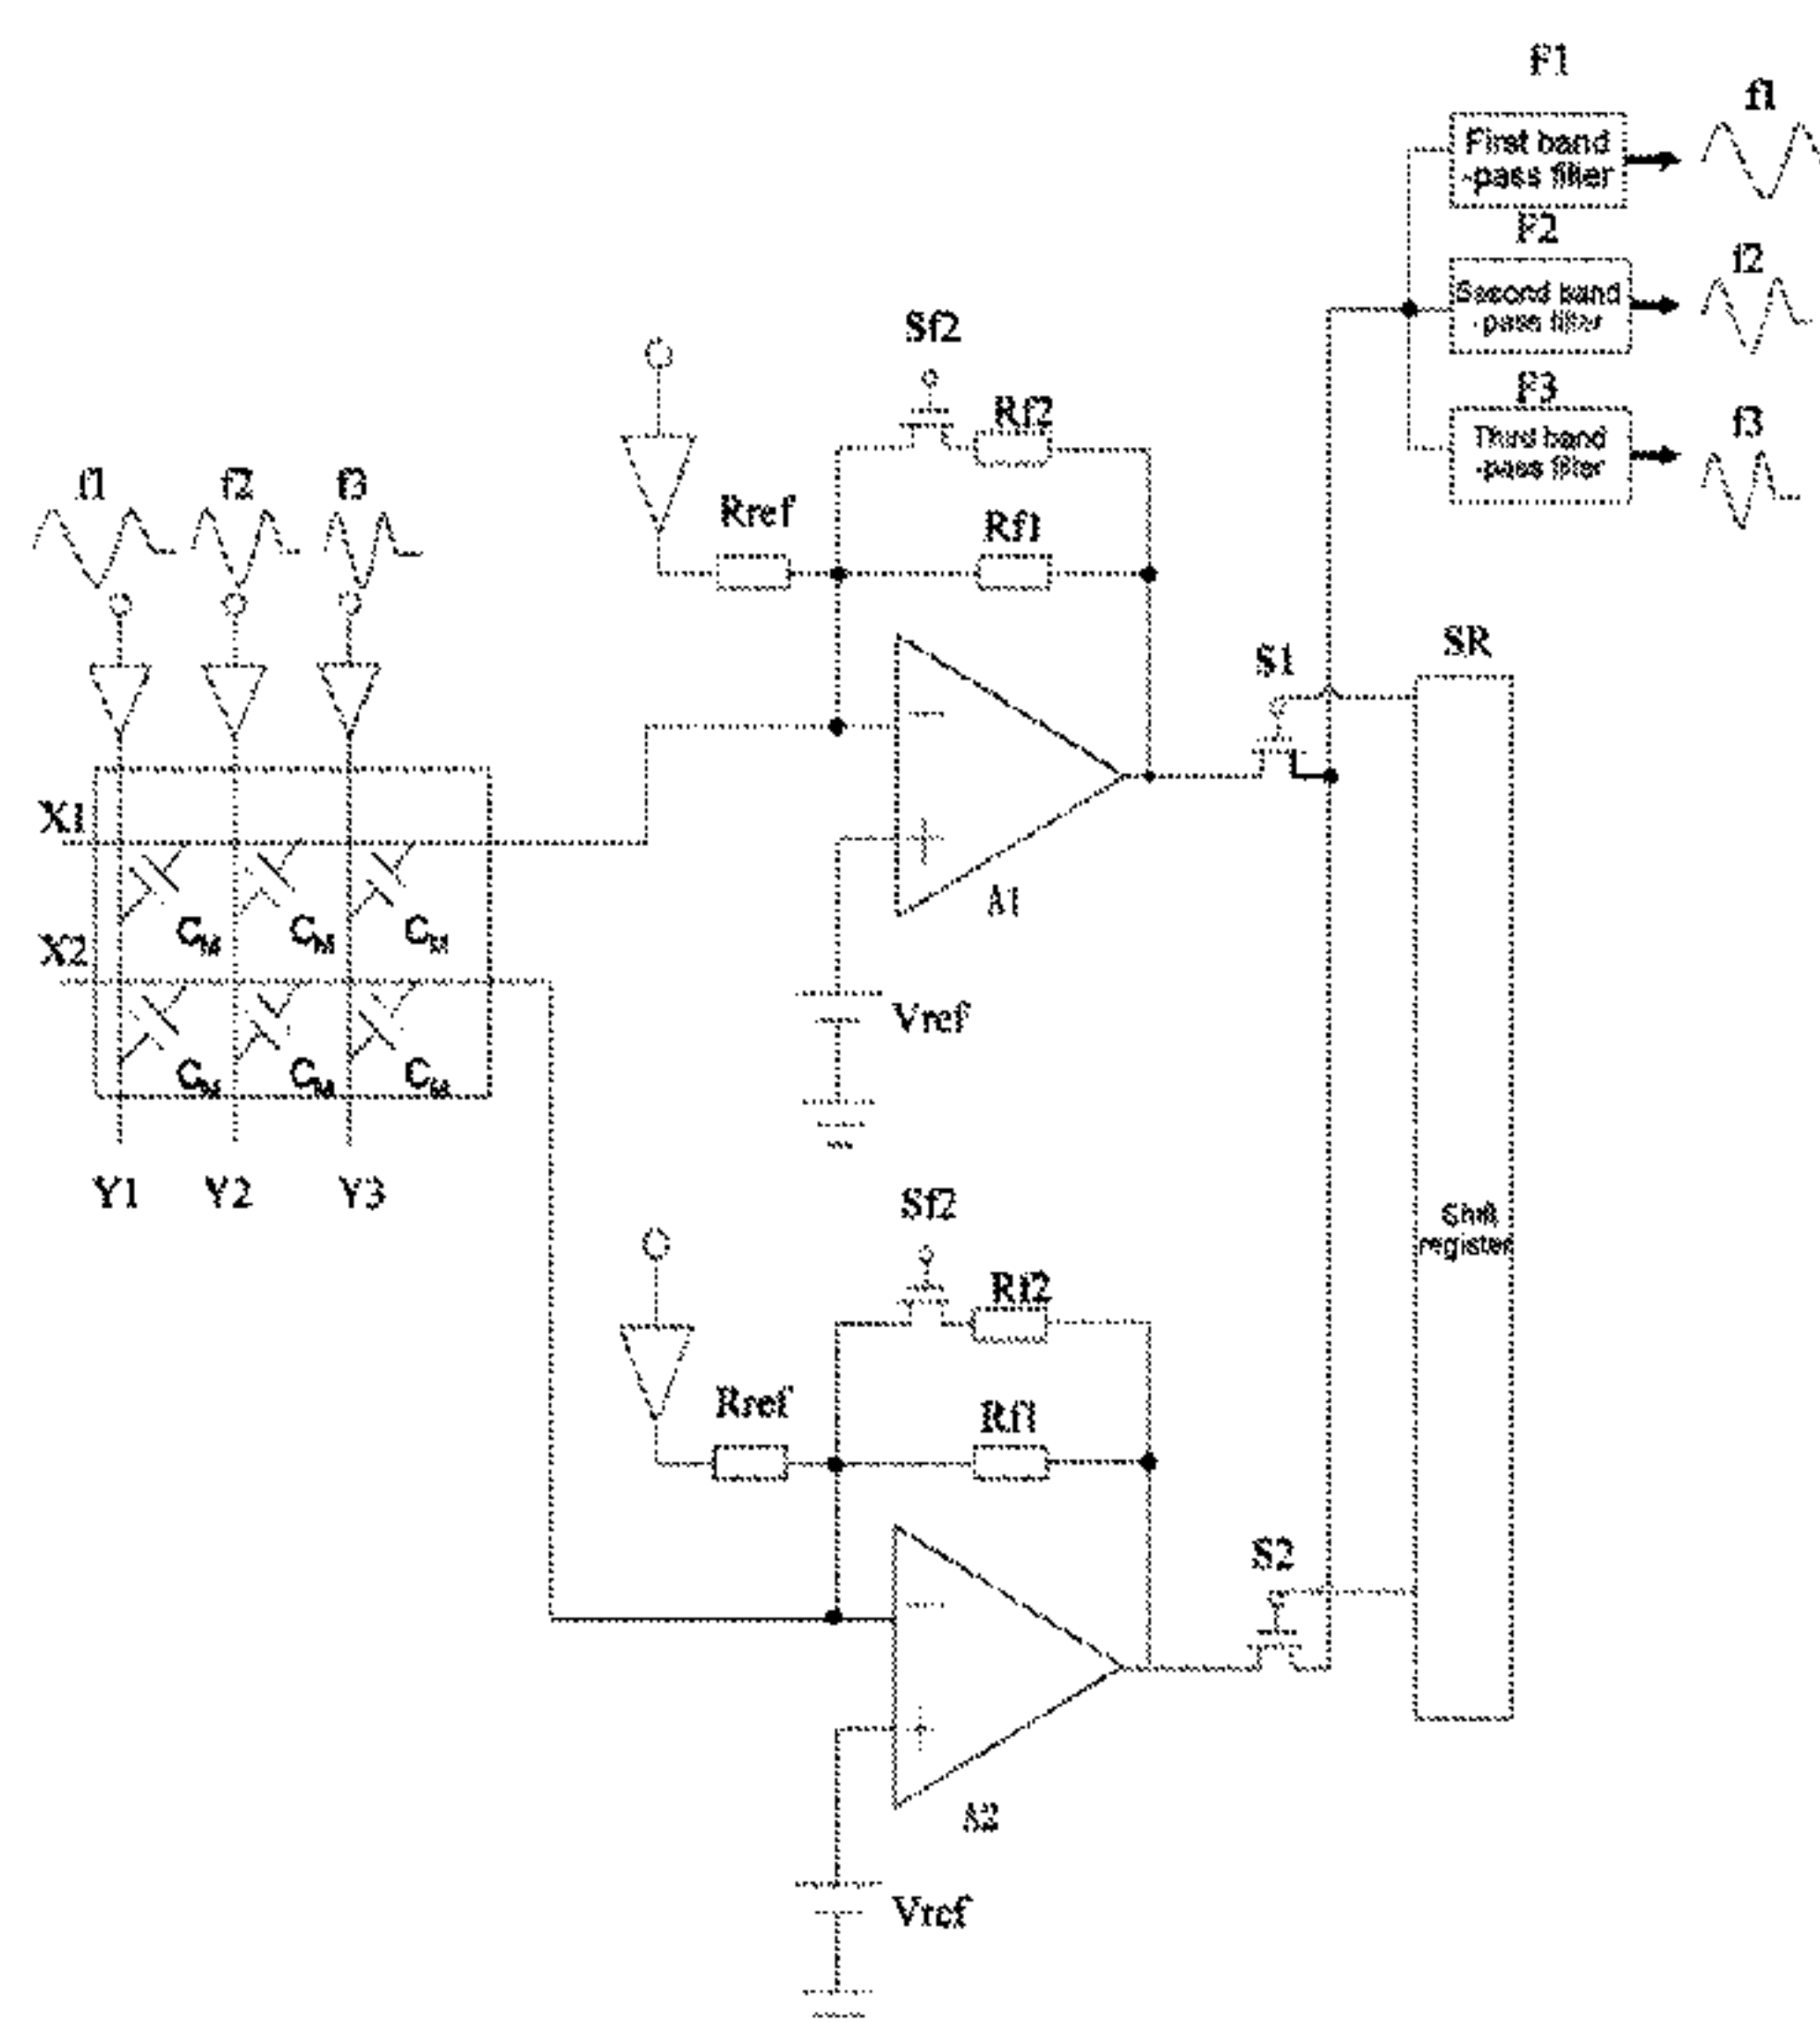 F1
f1
First band
-pass filter
F2
f2
Second band
-pass filter
F3
f3
Third band
-pass filter
Sf2
Rf2
Rref
Rf1
f1 f2 f3
S1
SR
X1
A1
CM CM CM
X2
Vref
CM CM CM
Y1 Y2 Y3
Sf2
Rf2
Shift
register
Rref
Rf1
S2
A2
Vref